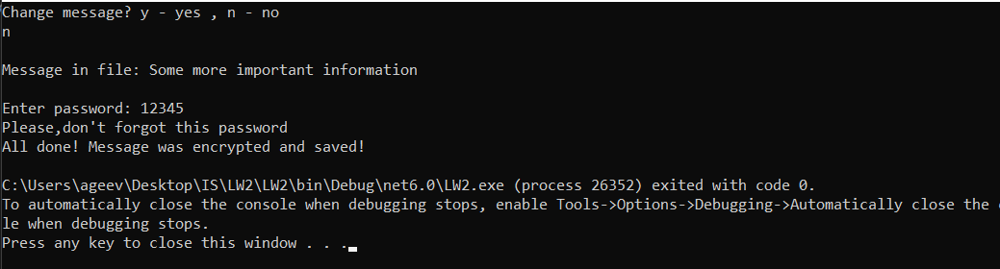 Change message? y - yes , n - no
n
Message in file: Some more important information
Enter password: 12345
Please,don't forgot this password
All done! Message was encrypted and saved!
C:\Users\ageev\Desktop\IS\LW2\LW2\bin\Debug\net6.0\LW2.exe (process 26352) exited with code 0.
To automatically close the console when debugging stops, enable Tools->Options->Debugging->Automatically close the
le when debugging stops.
Press any key to close this window . . .